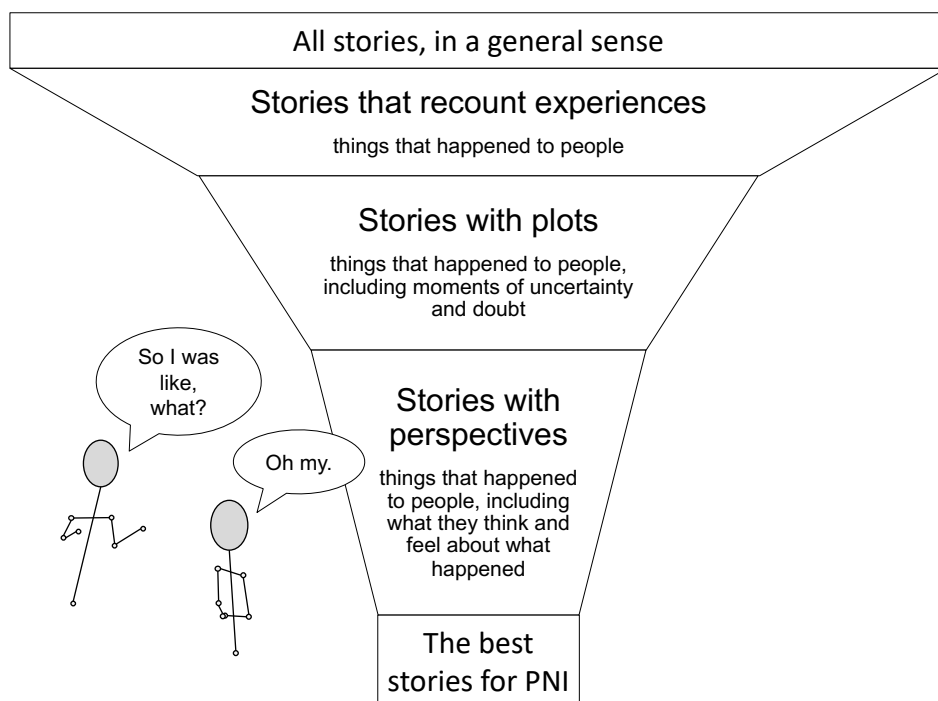 All stories, in a general sense
Stories that recount experiences
things that happened to people
Stories with plots
things that happened to people,
including moments of uncertainty
and doubt
So I was
like,
what?
Oh my.
Stories with
perspectives
things that happened
to people, including
what they think and
feel about what
happened
The best
stories for PNI